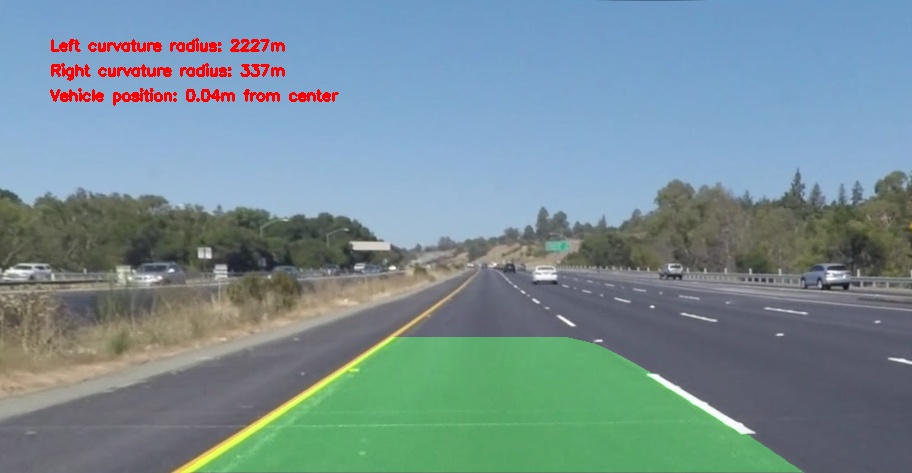 Left curvature radius: 2227m
Right curvature radius: 337m
Vehicle position: 0.04m from center